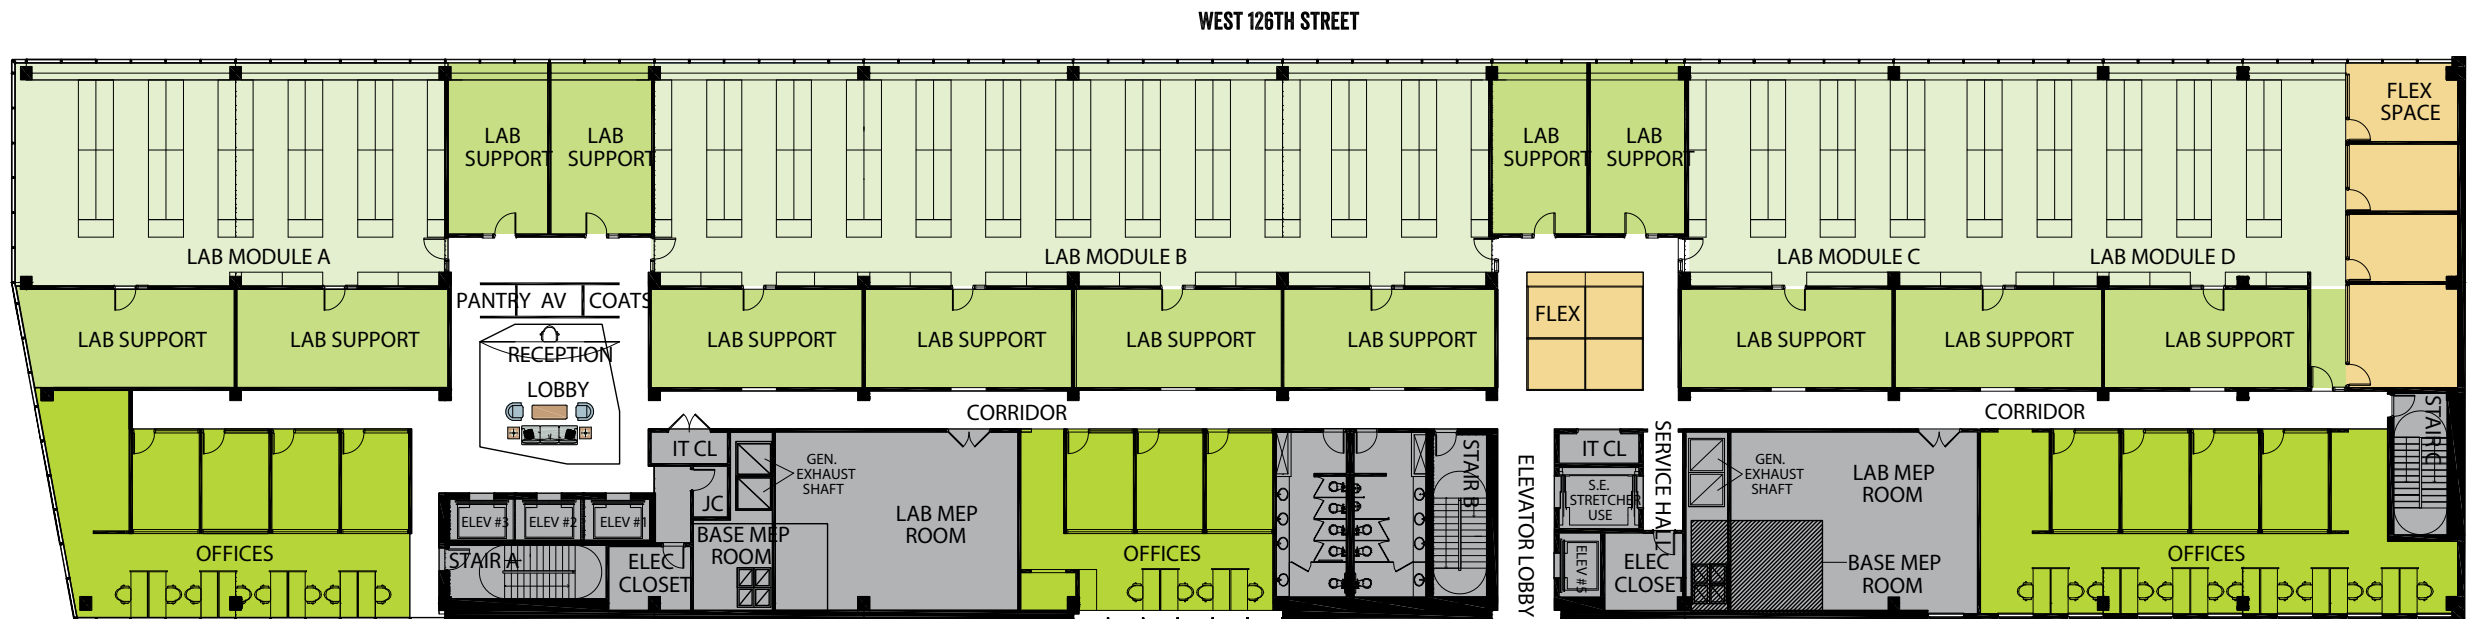 WEST 126TH STREET
FLEX
SPACE
LAB
SUPPORT
LAB
SUPPORT
LAB
SUPPORT
LAB
SUPPORT
LAB MODULE A
LAB MODULE B
LAB MODULE C
LAB MODULE D
PANTRY
AV
COATS
FLEX
LAB SUPPORT
LAB SUPPORT
RECEPTION
LAB SUPPORT
LAB SUPPORT
LAB SUPPORT
LAB SUPPORT
LAB SUPPORT
LAB SUPPORT
LAB SUPPORT
LOBBY
CORRIDOR
CORRIDOR
IT CL
GEN.
EXHAUST
SHAFT
JC
STAIR B
ELEVATOR LOBBY
IT CL
SERVICE HALL
GEN.
EXHAUST
SHAFT
LAB MEP
ROOM
STAIR C
S.E.
STRETCHER
USE
ELEV #3
ELEV #2
ELEV #1
LAB MEP
ROOM
BASE MEP
ROOM
OFFICES
STAIR A
ELEC
CLOSET
OFFICES
ELEV #5
ELEC
CLOSET
BASE MEP
ROOM
OFFICES